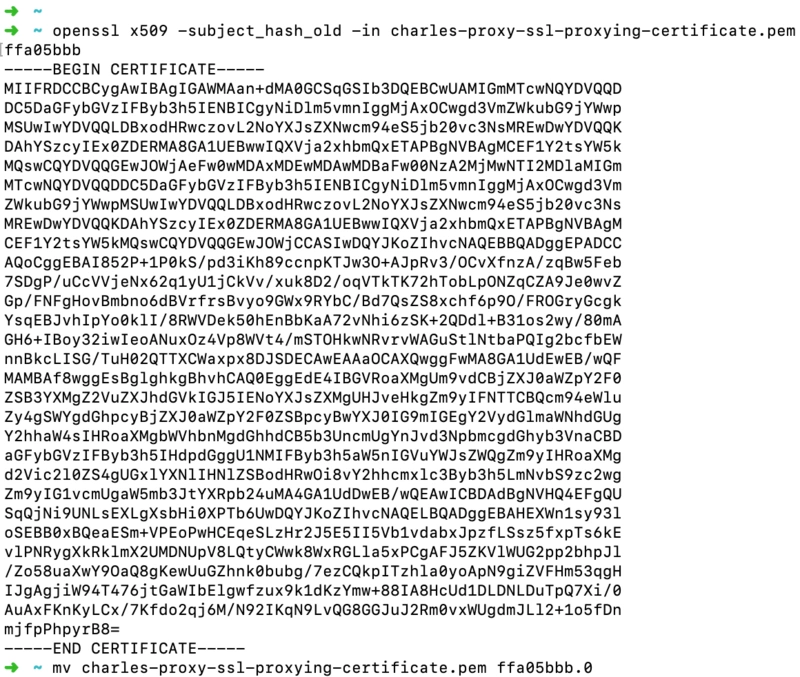 ➜ ~
➜ ~ openssl x509 -subject_hash_old -in charles-proxy-ssl-proxying-certificate.pem
ffa05bbb
-----BEGIN CERTIFICATE-----
MIIFRDCCBCygAwIBAgIGAWMAan+dMA0GCSqGSIb3DQEBCwUAMIGmMTcwNQYDVQQD
DC5DaGFybGVzIFByb3h5IENBICgyNiDlm5vmnIggMjAxOCwgd3VmZWkubG9jYWwp
MSUwIwYDVQQLDBxodHRwczovL2NoYXJsZXNwcm94eS5jb20vc3NsMREwDwYDVQQK
DAhYSzcyIEx0ZDERMA8GA1UEBwwIQXVja2xhbmQxETAPBgNVBAgMCEF1Y2tsYW5k
MQswCQYDVQQGEwJOWjAeFw0wMDAxMDEwMDAwMDBaFw00NzA2MjMwNTI2MDlaMIGm
MTcwNQYDVQQDDC5DaGFybGVzIFByb3h5IENBICgyNiDlm5vmnIggMjAxOCwgd3Vm
ZWkubG9jYWwpMSUwIwYDVQQLDBxodHRwczovL2NoYXJsZXNwcm94eS5jb20vc3Ns
MREwDwYDVQQKDAhYSzcyIEx0ZDERMA8GA1UEBwwIQXVja2xhbmQxETAPBgNVBAgM
CEF1Y2tsYW5kMQswCQYDVQQGEwJOWjCCASIwDQYJKoZIhvcNAQEBBQADggEPADCC
AQoCggEBAI852P+1P0kS/pd3iKh89ccnpKTJw3O+AJpRv3/OCvXfnzA/zqBw5Feb
7SDgP/uCcVVjeNx62q1yU1jCkVv/xuk8D2/oqVTkTK72hTobLpONZqCZA9Je0wvZ
Gp/FNFgHovBmbno6dBVrfrsBvyo9GWx9RYbC/Bd7QsZS8xchf6p9O/FROGryGcgk
YsqEBJvhIpYo0klI/8RWVDek50hEnBbKaA72vNhi6zSK+2QDdl+B31os2wy/80mA
GH6+IBoy32iwIeoANuxOz4Vp8WVt4/mSTOHkwNRvrvWAGuStlNtbaPQIg2bcfbEW
nnBkcLISG/TuH02QTTXCWaxpx8DJSDECAwEAAaOCAXQwggFwMA8GA1UdEwEB/wQF
MAMBAf8wggEsBglghkgBhvhCAQ0EggEdE4IBGVRoaXMgUm9vdCBjZXJ0aWZpY2F0
ZSB3YXMgZ2VuZXJhdGVkIGJ5IENoYXJsZXMgUHJveHkgZm9yIFNTTCBQcm94eWlu
Zy4gSWYgdGhpcyBjZXJ0aWZpY2F0ZSBpcyBwYXJ0IG9mIGEgY2VydGlmaWNhdGUg
Y2hhaW4sIHRoaXMgbWVhbnMgdGhhdCB5b3UncmUgYnJvd3NpbmcgdGhyb3VnaCBD
aGFybGVzIFByb3h5IHdpdGggU1NMIFByb3h5aW5nIGVuYWJsZWQgZm9yIHRoaXMg
d2Vic2l0ZS4gUGxlYXNlIHNlZSBodHRwOi8vY2hhcmxlc3Byb3h5LmNvbS9zc2wg
Zm9yIG1vcmUgaW5mb3JtYXRpb24uMA4GA1UdDwEB/wQEAwICBDAdBgNVHQ4EFgQU
SqQjNi9UNLsEXLgXsbHi0XPTb6UwDQYJKoZIhvcNAQELBQADggEBAHEXWn1sy93l
oSEBB0xBQeaESm+VPEoPwHCEqeSLzHr2J5E5II5Vb1vdabxJpzfLSsz5fxpTs6kE
vlPNRygXkRklmX2UMDNUpV8LQtyCWwk8WxRGLla5xPCgAFJ5ZKVlWUG2pp2bhpJl
/Zo58uaXwY9OaQ8gKewUuGZhnk0bubg/7ezCQkpITzhla0yoApN9giZVFHm53qgH
IJgAgjiW94T476jtGaWIbElgwfzux9k1dKzYmw+88IA8HcUd1DLDNLDuTpQ7Xi/0
AuAxFKnKyLCx/7Kfdo2qj6M/N92IKqN9LvQG8GGJuJ2Rm0vxWUgdmJLl2+1o5fDn
mjfpPhpyrB8=
-----END CERTIFICATE-----
➜ ~ mv charles-proxy-ssl-proxying-certificate.pem ffa05bbb.0